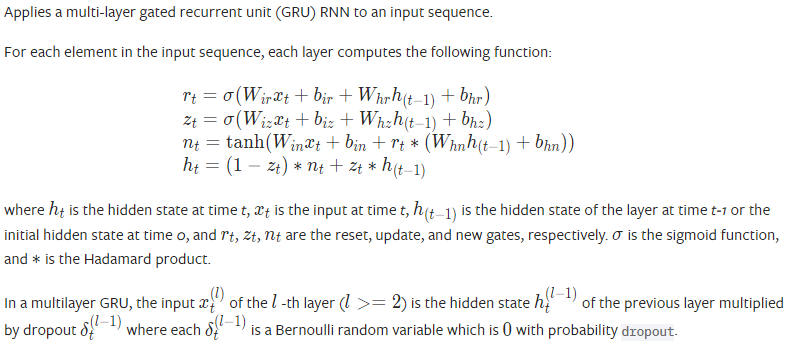 Applies a multi-layer gated recurrent unit (GRU) RNN to an input sequence.
For each element in the input sequence, each layer computes the following function:
r_t = σ(W_{ir}x_t + b_{ir} + W_{hr}h_{(t−1)} + b_{hr})
z_t = σ(W_{iz}x_t + b_{iz} + W_{hz}h_{(t−1)} + b_{hz})
n_t = tanh(W_{in}x_t + b_{in} + r_t * (W_{hn}h_{(t−1)} + b_{hn}))
h_t = (1 − z_t) * n_t + z_t * h_{(t−1)}
where h_t is the hidden state at time t, x_t is the input at time t, h_{(t−1)} is the hidden state of the layer at time t-1 or the
initial hidden state at time 0, and r_t, z_t, n_t are the reset, update, and new gates, respectively. σ is the sigmoid function,
and * is the Hadamard product.
In a multilayer GRU, the input x_t^{(l)} of the l -th layer (l >= 2) is the hidden state h_t^{(l−1)} of the previous layer multiplied
by dropout δ_t^{(l−1)} where each δ_t^{(l−1)} is a Bernoulli random variable which is 0 with probability dropout.